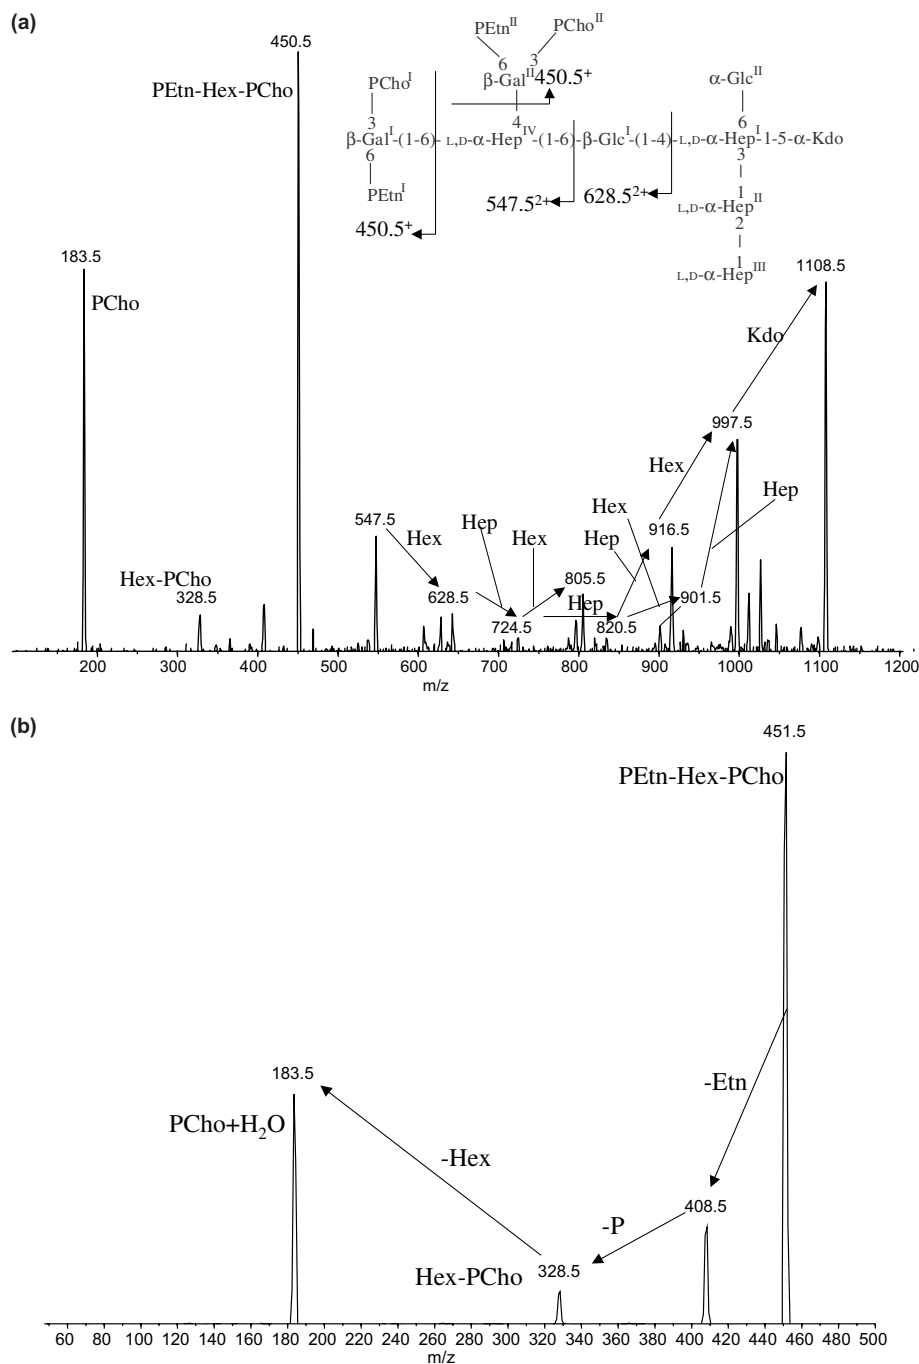 (a)
450.5
PEtn-Hex-PCho
PEtn^II
PCho^II
6
3
β-Gal^II 450.5+
4
PCho^I
3
β-Gal^I-(1-6)-L,D-α-Hep^IV-(1-6)-β-Glc^I-(1-4)-L,D-α-Hep^I-1-5-α-Kdo
6
PEtn^I
α-Glc^II
6
3
1
L,D-α-Hep^II
2
1
L,D-α-Hep^III
450.5+
547.5^2+
628.5^2+
183.5
PCho
1108.5
Kdo
997.5
Hex
Hep
916.5
547.5
Hex
Hep
Hex
Hex
Hep
805.5
Hep
901.5
Hex-PCho
328.5
628.5
724.5
820.5
200 300 400 500 600 700 800 900 1000 1100 1200
m/z
(b)
451.5
PEtn-Hex-PCho
183.5
PCho+H₂O
-Etn
-Hex
408.5
-P
Hex-PCho
328.5
60 80 100 120 140 160 180 200 220 240 260 280 300 320 340 360 380 400 420 440 460 480 500
m/z